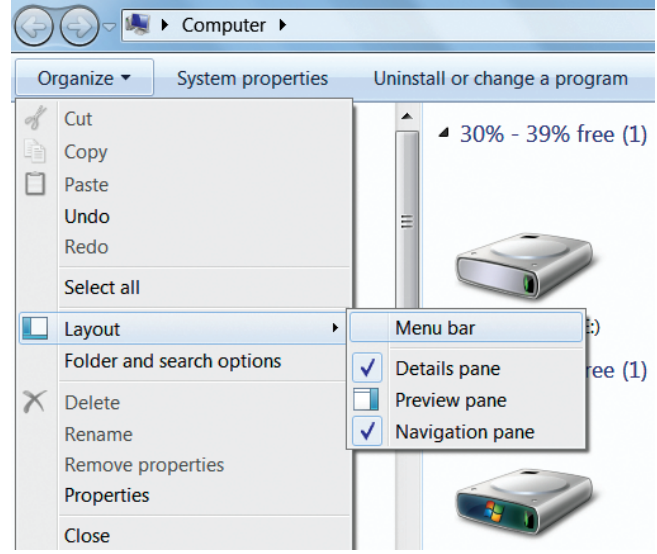 Computer
Organize
System properties
Uninstall or change a program
Cut
Copy
Paste
Undo
Redo
Select all
Layout
Folder and search options
Delete
Rename
Remove properties
Properties
Close
Menu bar
Details pane
Preview pane
Navigation pane
30% - 39% free (1)
:)
ree (1)